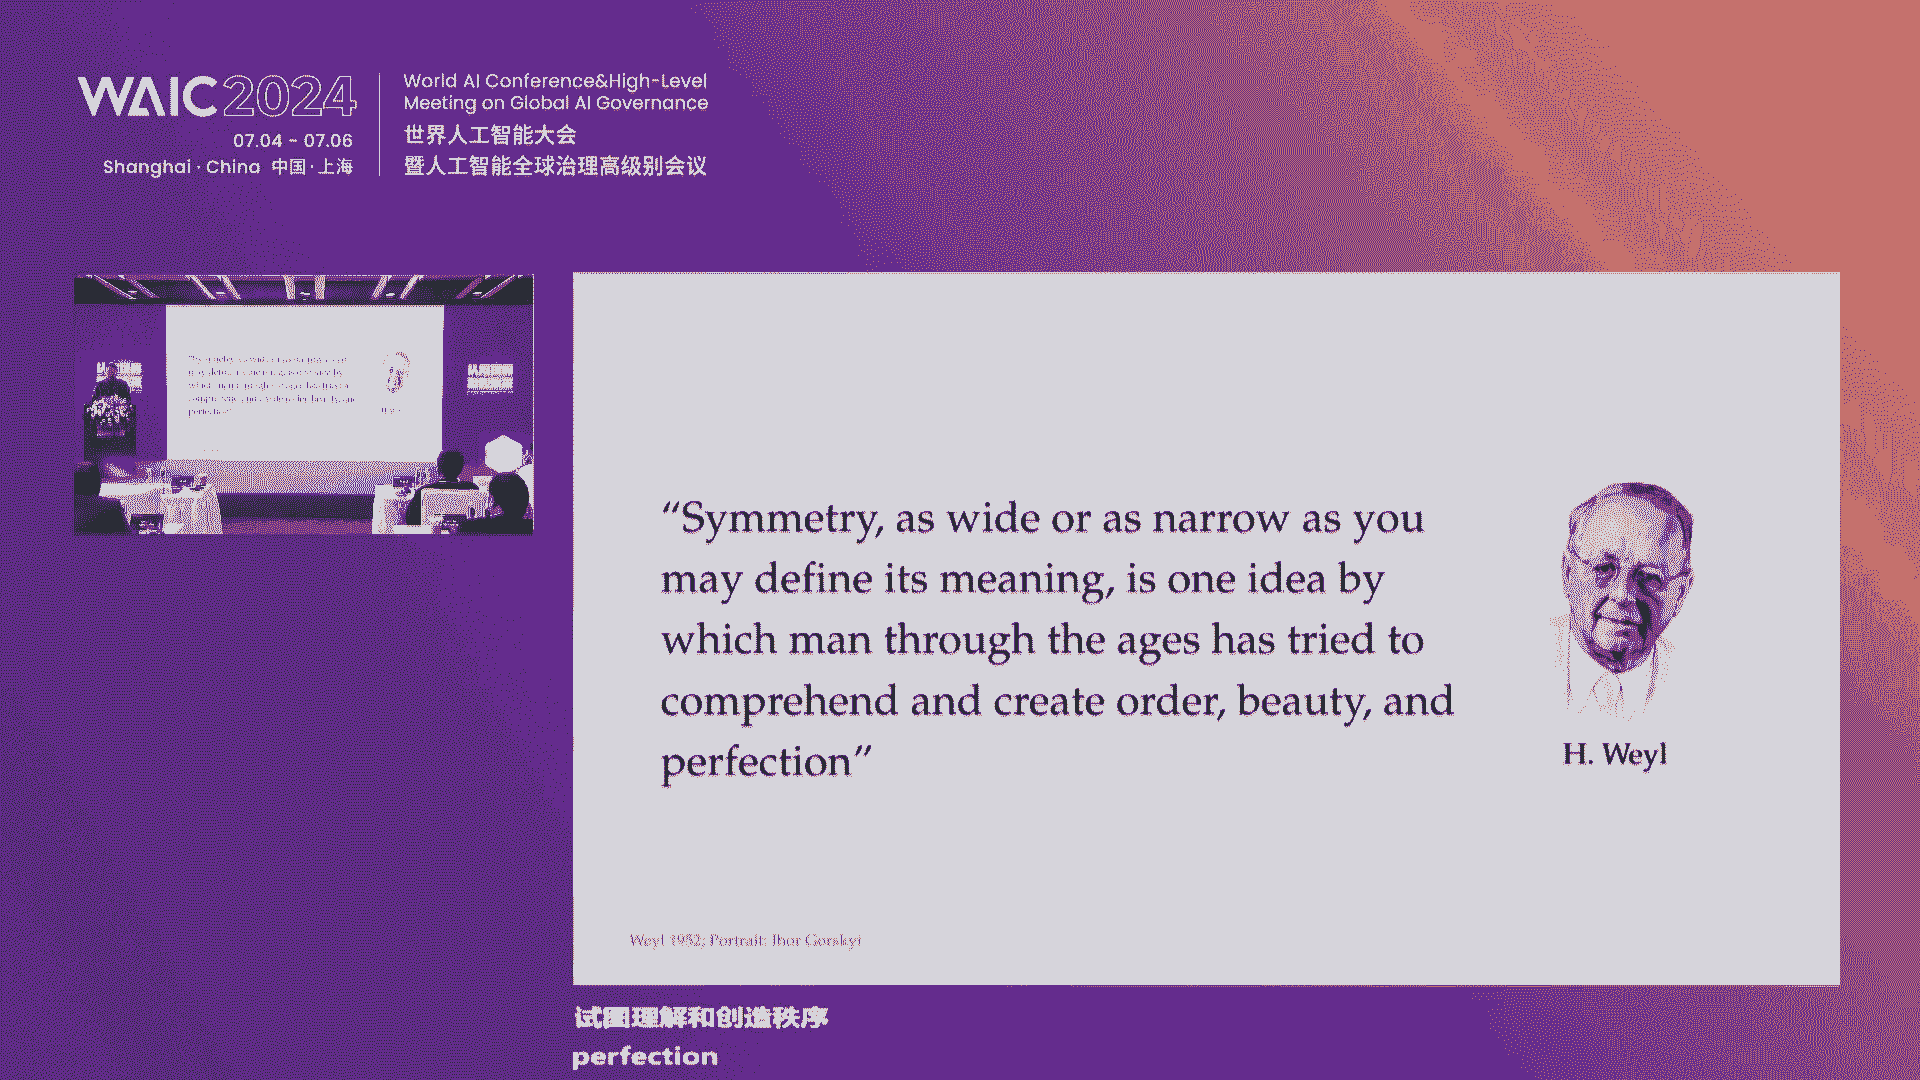 WAIC 2024
07.04 - 07.06
Shanghai · China 中国·上海
World AI Conference&High-Level
Meeting on Global AI Governance
世界人工智能大会
暨人工智能全球治理高级别会议
“Symmetry, as wide or as narrow as you
may define its meaning, is one idea by
which man through the ages has tried to
comprehend and create order, beauty, and
perfection”
H. Weyl
Weyl 1952; Portrait: Ihor Gorskyi
试图理解和创造秩序
perfection